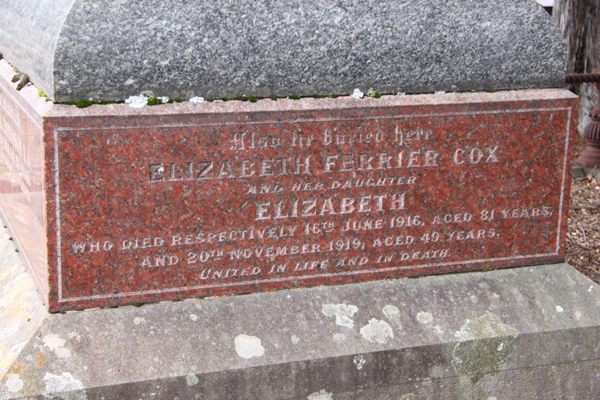 Also lie buried here
ELIZABETH FERRIER COX
AND HER DAUGHTER
ELIZABETH
WHO DIED RESPECTIVELY 16TH JUNE 1916, AGED 81 YEARS.
AND 20TH NOVEMBER 1919, AGED 49 YEARS.
UNITED IN LIFE AND IN DEATH.